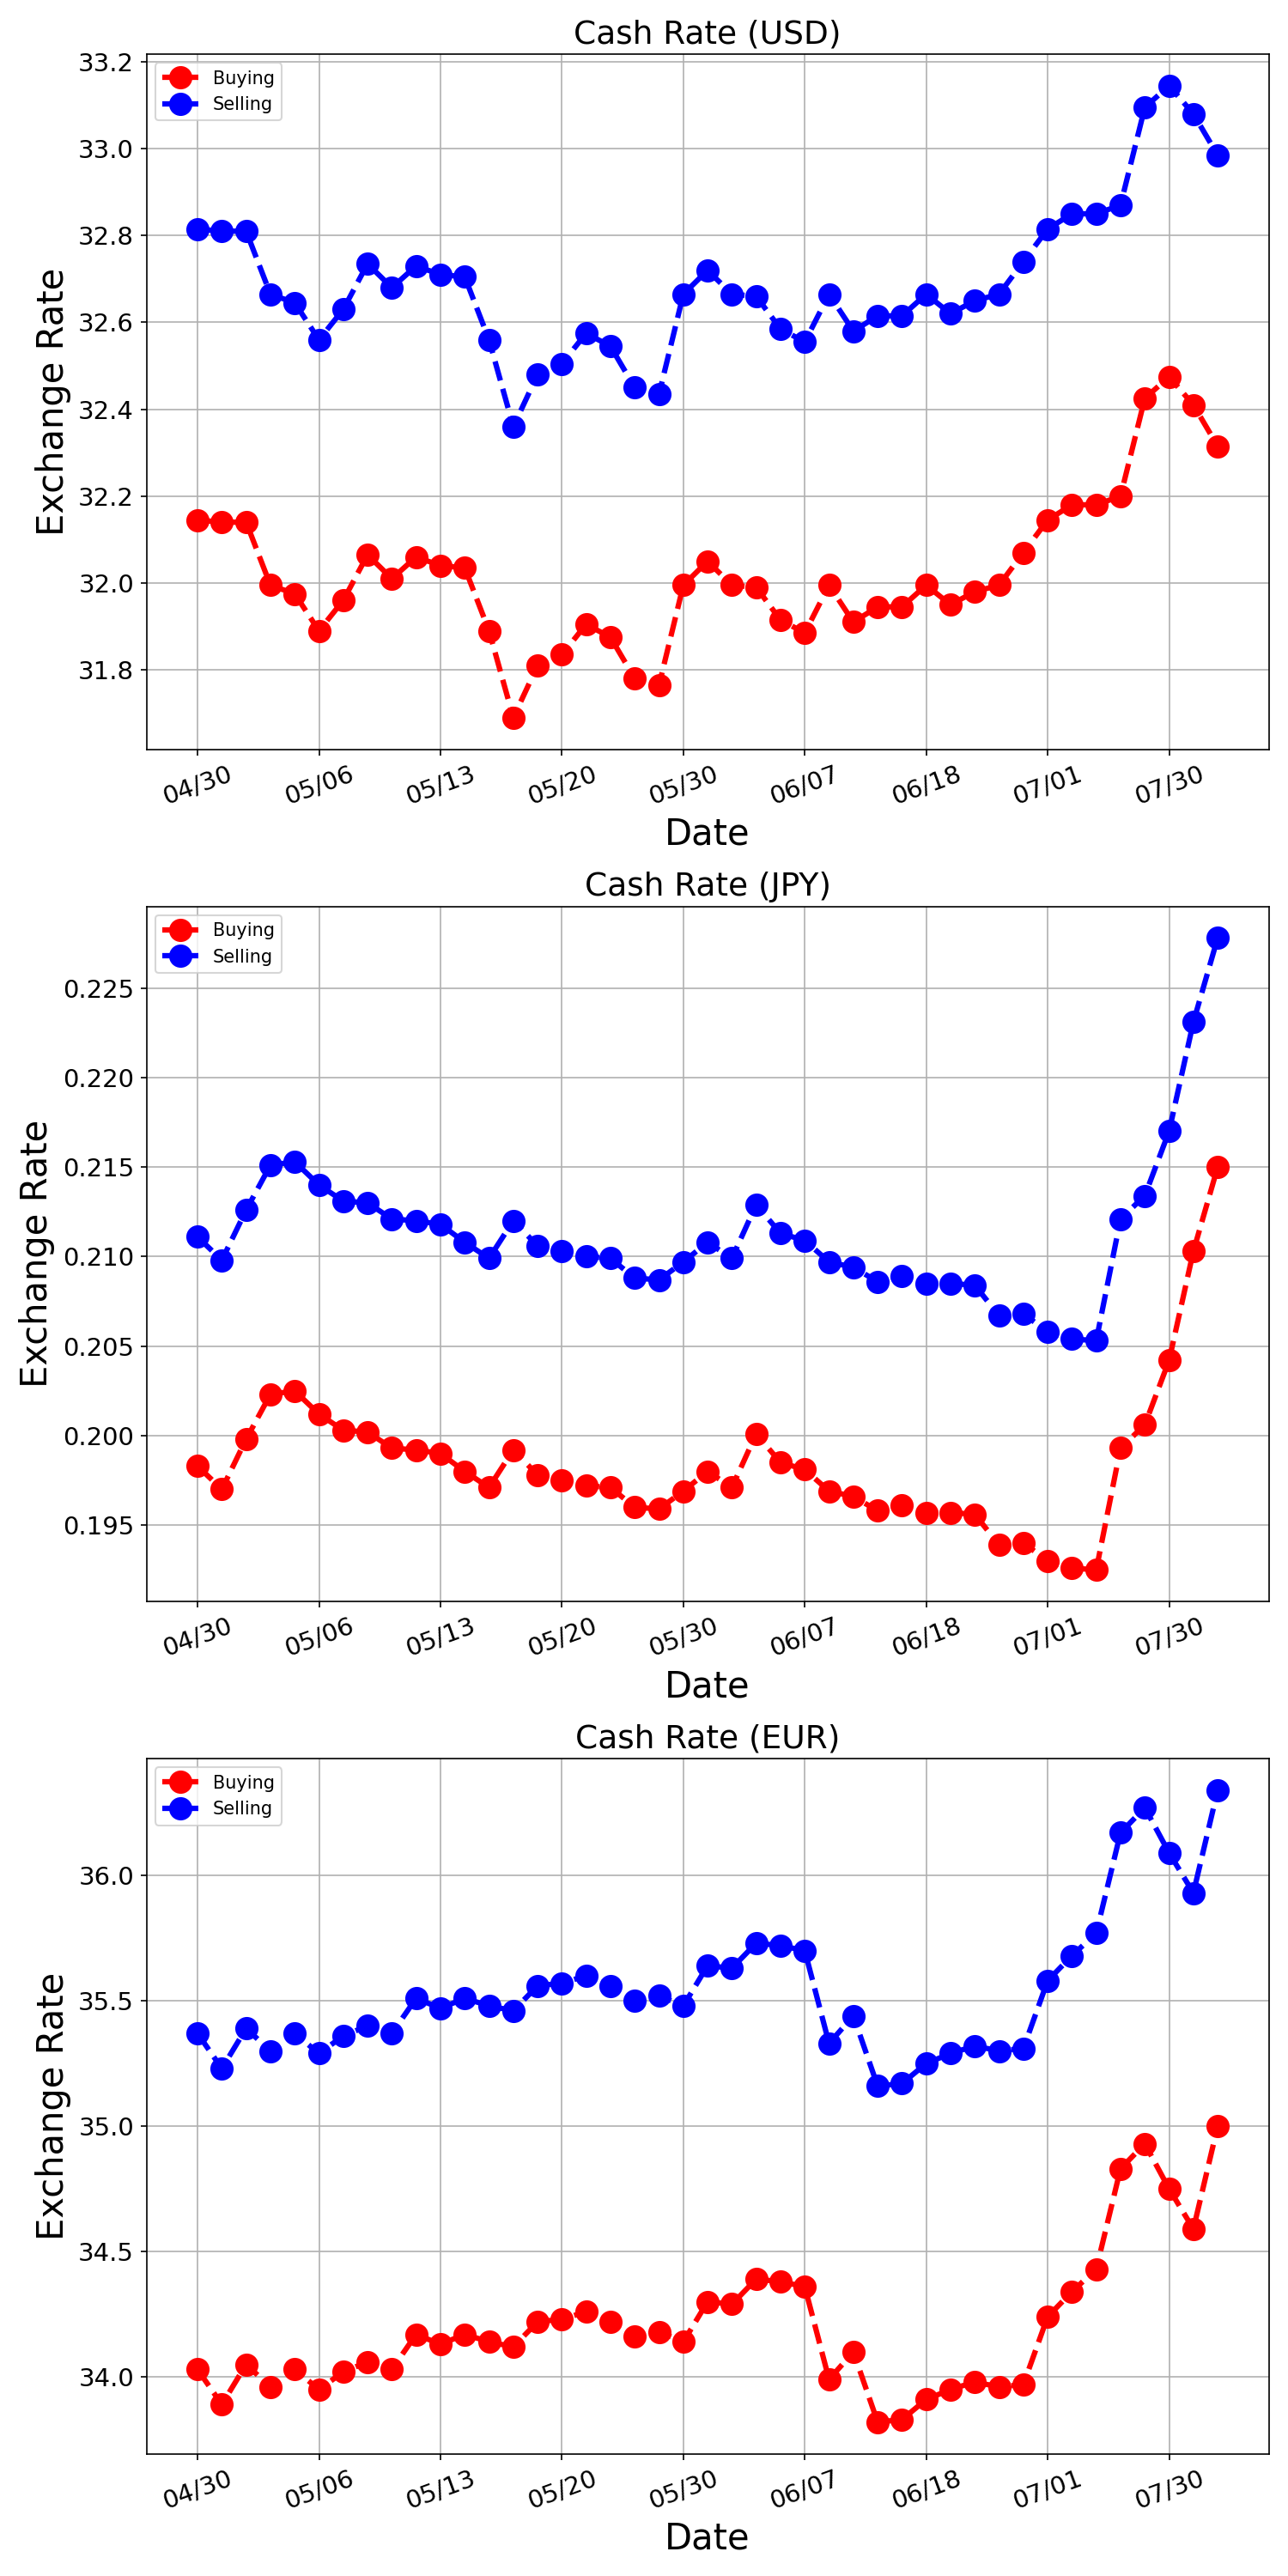 Cash Rate (USD)
Buying
Selling
Exchange Rate
33.2
33.0
32.8
32.6
32.4
32.2
32.0
31.8
04/30 05/06 05/13 05/20 05/30 06/07 06/18 07/01 07/30
Date
Cash Rate (JPY)
Buying
Selling
Exchange Rate
0.225
0.220
0.215
0.210
0.205
0.200
0.195
04/30 05/06 05/13 05/20 05/30 06/07 06/18 07/01 07/30
Date
Cash Rate (EUR)
Buying
Selling
Exchange Rate
36.0
35.5
35.0
34.5
34.0
04/30 05/06 05/13 05/20 05/30 06/07 06/18 07/01 07/30
Date